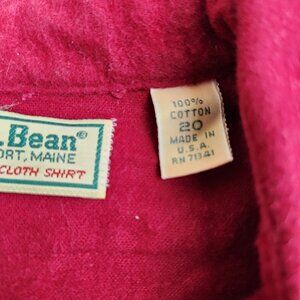 . Bean®
ORT, MAINE
CLOTH SHIRT
100%
COTTON
20
MADE IN
U.S.A.
RN 71341